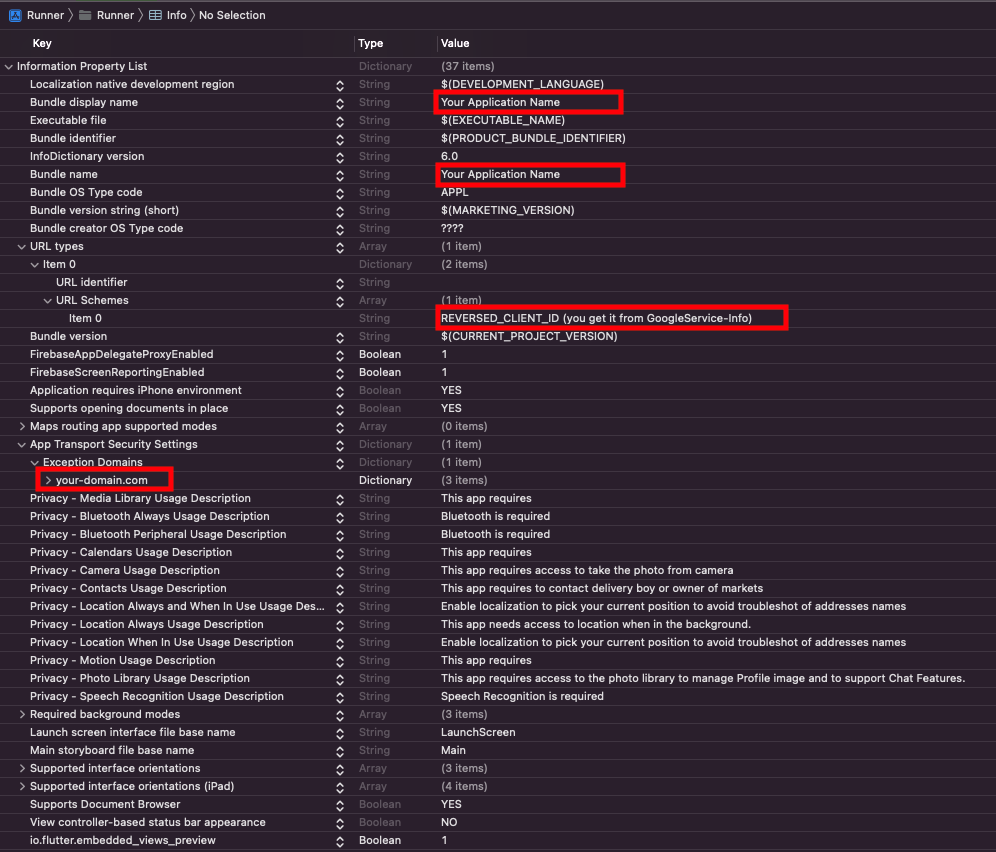 Runner Runner Info No Selection
Key Type Value
Information Property List Dictionary (37 items)
Localization native development region String $(DEVELOPMENT_LANGUAGE)
Bundle display name String Your Application Name
Executable file String $(EXECUTABLE_NAME)
Bundle identifier String $(PRODUCT_BUNDLE_IDENTIFIER)
InfoDictionary version String 6.0
Bundle name String Your Application Name
Bundle OS Type code String APPL
Bundle version string (short) String $(MARKETING_VERSION)
Bundle creator OS Type code String ????
URL types Array (1 item)
Item 0 Dictionary (2 items)
URL identifier String
URL Schemes Array (1 item)
Item 0 String REVERSED_CLIENT_ID (you get it from GoogleService-Info)
Bundle version String $(CURRENT_PROJECT_VERSION)
FirebaseAppDelegateProxyEnabled Boolean 1
FirebaseScreenReportingEnabled Boolean 1
Application requires iPhone environment Boolean YES
Supports opening documents in place Boolean YES
Maps routing app supported modes Array (0 items)
App Transport Security Settings Dictionary (1 item)
Exception Domains Dictionary (1 item)
your-domain.com Dictionary (3 items)
Privacy - Media Library Usage Description String This app requires
Privacy - Bluetooth Always Usage Description String Bluetooth is required
Privacy - Bluetooth Peripheral Usage Description String Bluetooth is required
Privacy - Calendars Usage Description String This app requires
Privacy - Camera Usage Description String This app requires access to take the photo from camera
Privacy - Contacts Usage Description String This app requires to contact delivery boy or owner of markets
Privacy - Location Always and When In Use Usage Des... String Enable localization to pick your current position to avoid troubleshot of addresses names
Privacy - Location Always Usage Description String This app needs access to location when in the background.
Privacy - Location When In Use Usage Description String Enable localization to pick your current position to avoid troubleshot of addresses names
Privacy - Motion Usage Description String This app requires
Privacy - Photo Library Usage Description String This app requires access to the photo library to manage Profile image and to support Chat Features.
Privacy - Speech Recognition Usage Description String Speech Recognition is required
Required background modes Array (3 items)
Launch screen interface file base name String LaunchScreen
Main storyboard file base name String Main
Supported interface orientations Array (3 items)
Supported interface orientations (iPad) Array (4 items)
Supports Document Browser Boolean YES
View controller-based status bar appearance Boolean NO
io.flutter.embedded_views_preview Boolean 1